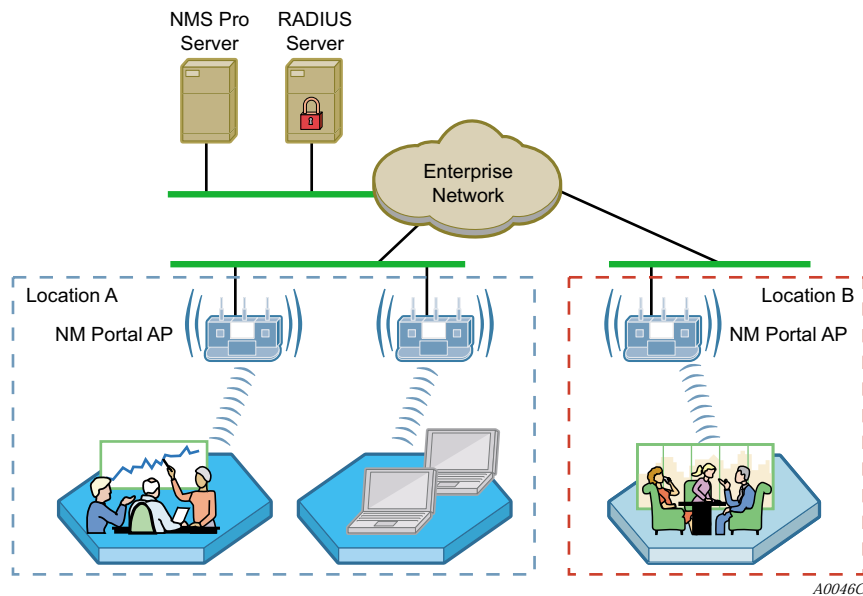 NMS Pro
Server
RADIUS
Server
Enterprise
Network
Location A
NM Portal AP
Location B
NM Portal AP
A0046C